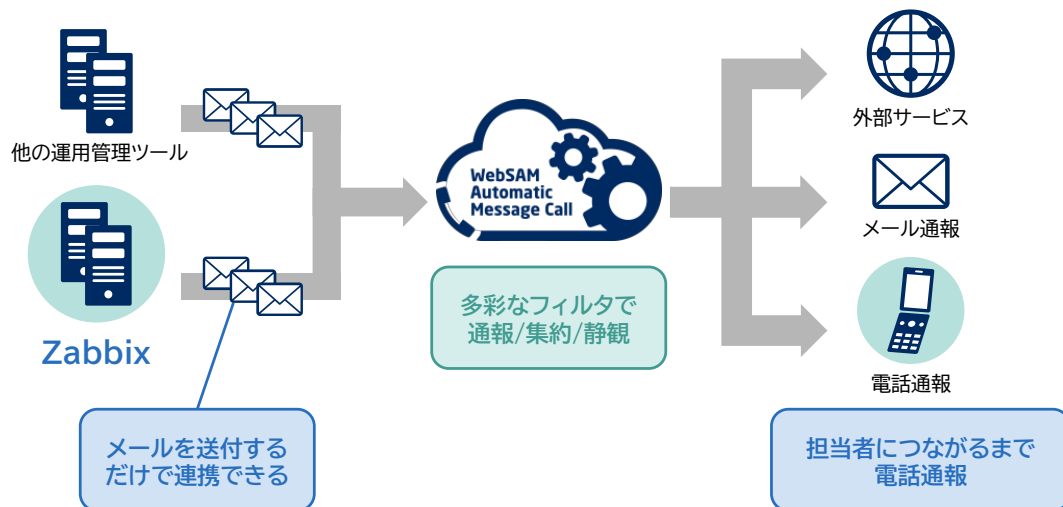 他の運用管理ツール
Zabbix
メールを送付する
だけで連携できる
WebSAM
Automatic
Message Call
多彩なフィルタで
通報/集約/静観
外部サービス
メール通報
電話通報
担当者につながるまで
電話通報